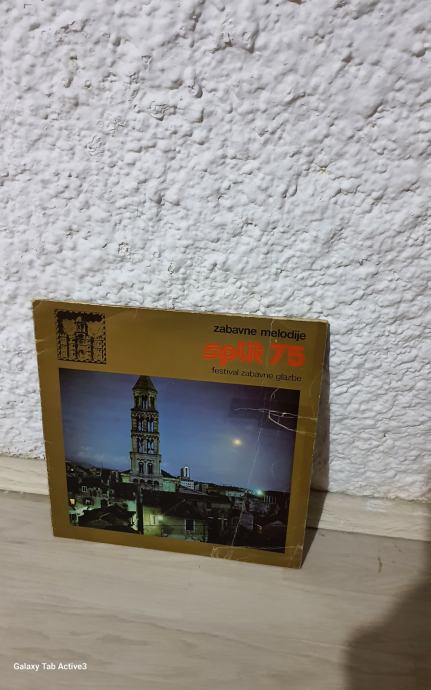 zabavne melodije
split 75
festival zabavne glazbe
Galaxy Tab Active3